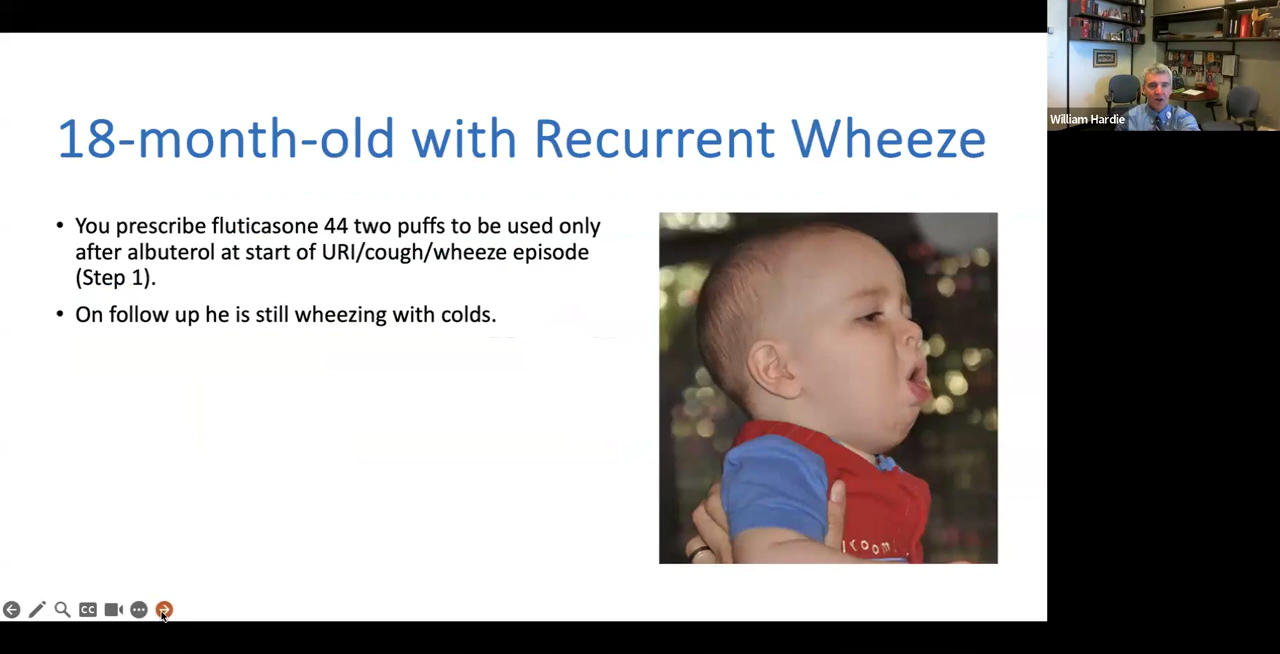 18-month-old with Recurrent Wheeze
William Hardie
• You prescribe fluticasone 44 two puffs to be used only
after albuterol at start of URI/cough/wheeze episode
(Step 1).
• On follow up he is still wheezing with colds.
room
CC